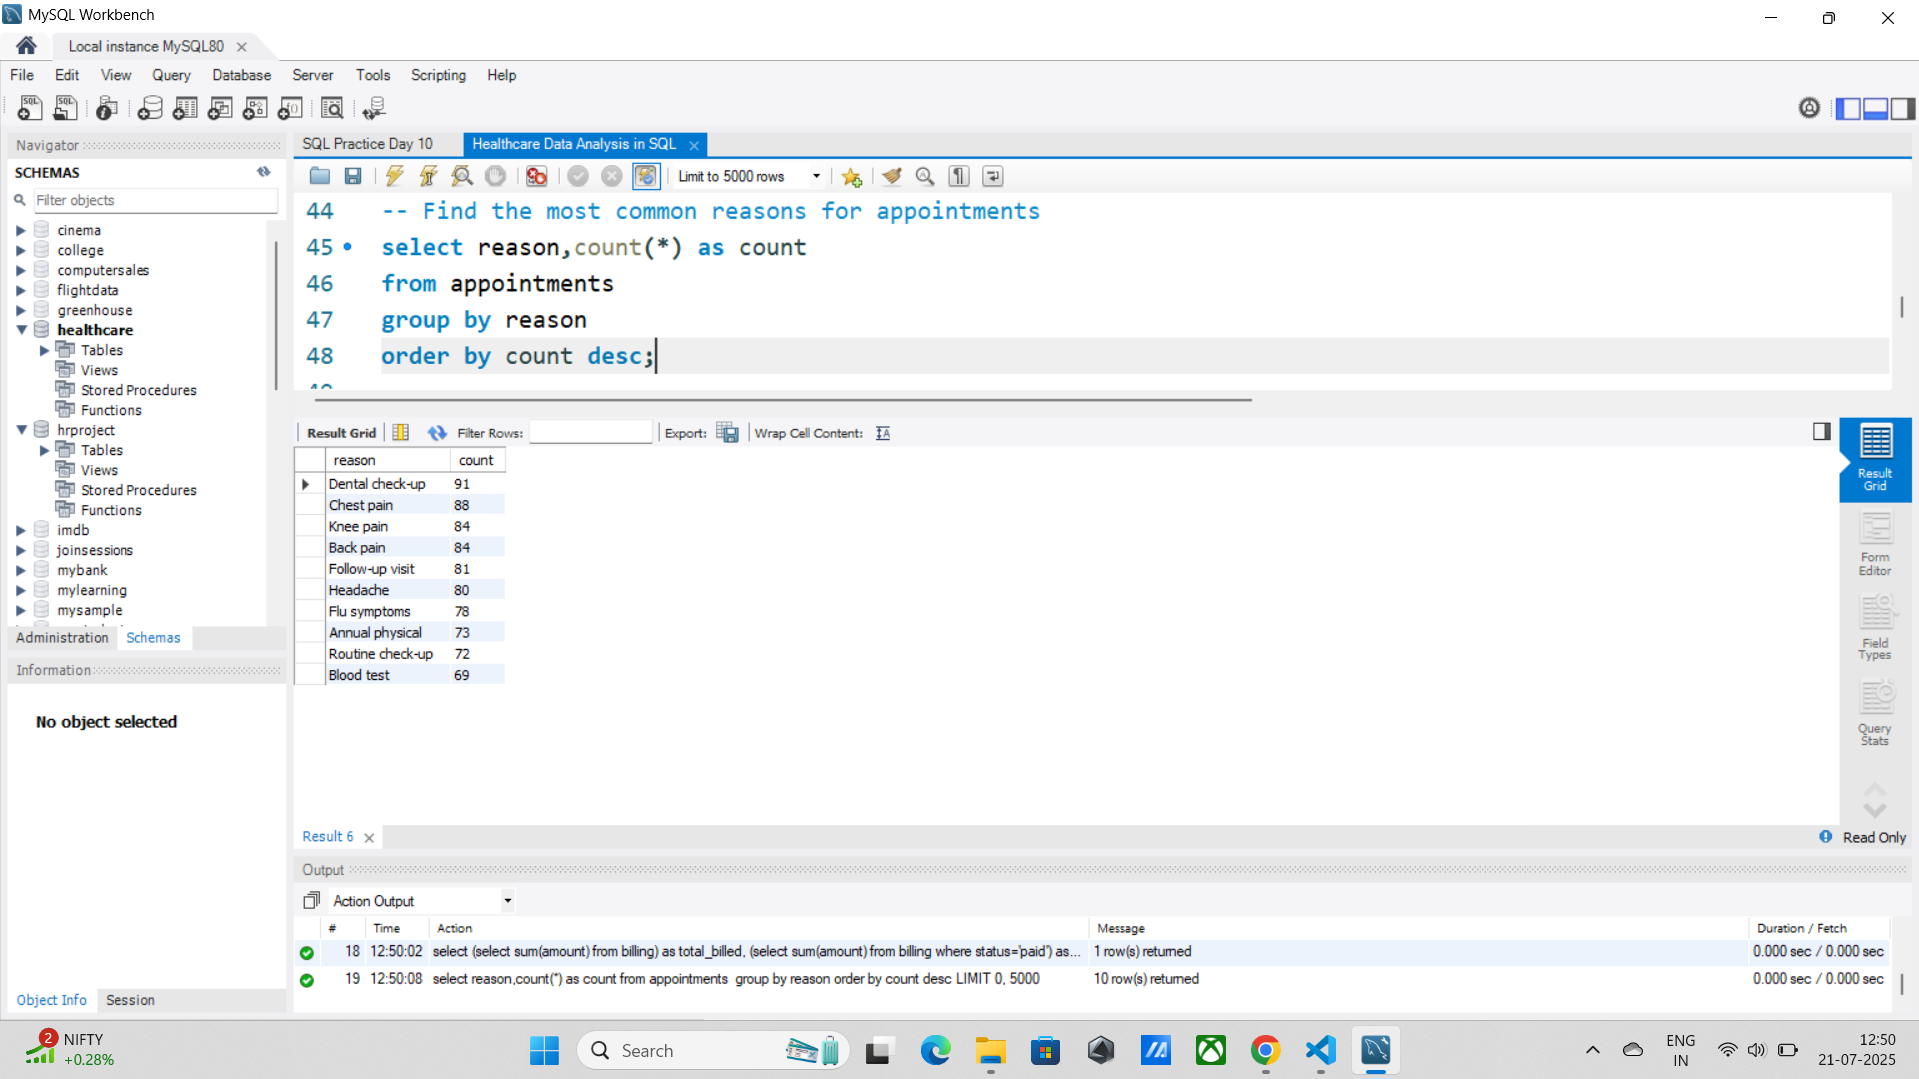 MySQL Workbench
Local instance MySQL80
File Edit View Query Database Server Tools Scripting Help
Navigator
SCHEMAS
Filter objects
cinema
college
computersales
flightdata
greenhouse
healthcare
Tables
Views
Stored Procedures
Functions
hrproject
Tables
Views
Stored Procedures
Functions
imdb
joinsessions
mybank
mylearning
mysample
Administration Schemas
Information
No object selected
Object Info Session
SQL Practice Day 10 Healthcare Data Analysis in SQL
Limit to 5000 rows
44 -- Find the most common reasons for appointments
45 select reason,count(*) as count
46 from appointments
47 group by reason
48 order by count desc;
Result Grid Filter Rows: Export: Wrap Cell Content:
reason count
Dental check-up 91
Chest pain 88
Knee pain 84
Back pain 84
Follow-up visit 81
Headache 80
Flu symptoms 78
Annual physical 73
Routine check-up 72
Blood test 69
Result Grid
Form Editor
Field Types
Query Stats
Result 6
Read Only
Output
Action Output
# Time Action Message Duration / Fetch
18 12:50:02 select (select sum(amount) from billing) as total_billed, (select sum(amount) from billing where status='paid') as... 1 row(s) returned 0.000 sec / 0.000 sec
19 12:50:08 select reason,count(*) as count from appointments group by reason order by count desc LIMIT 0, 5000 10 row(s) returned 0.000 sec / 0.000 sec
2 NIFTY
+0.28%
Search
ENG
IN
12:50
21-07-2025